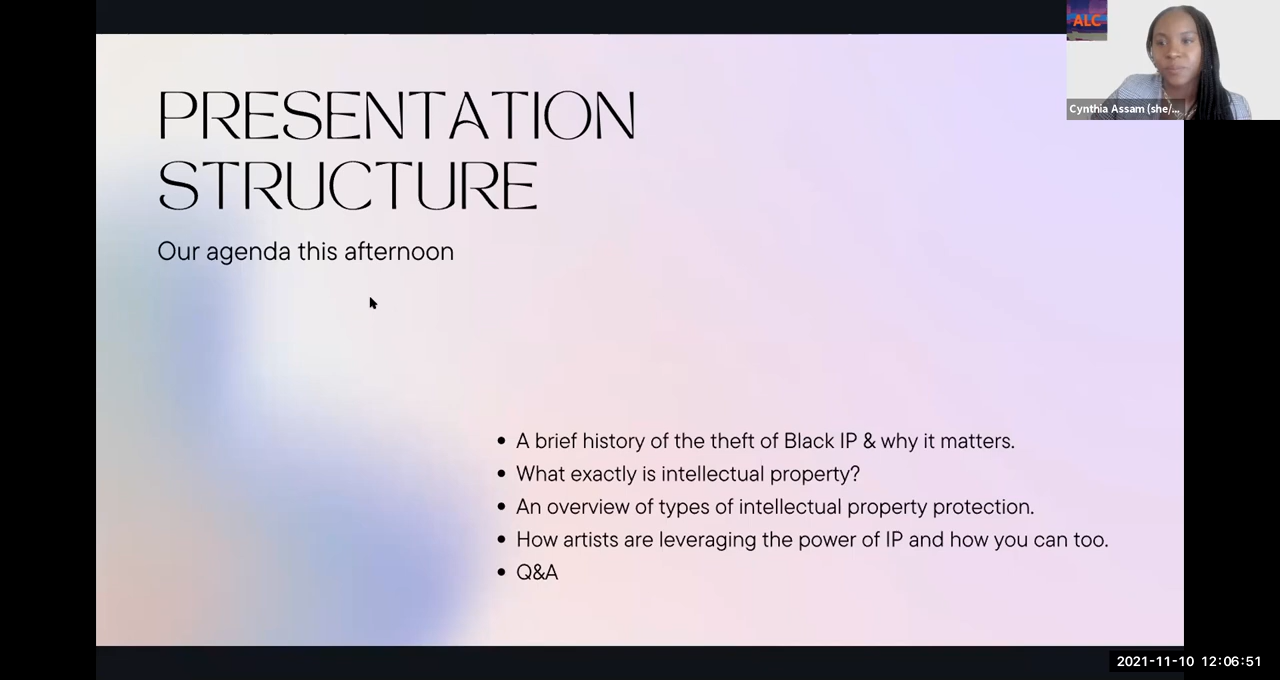 PRESENTATION
STRUCTURE
Our agenda this afternoon
• A brief history of the theft of Black IP & why it matters.
• What exactly is intellectual property?
• An overview of types of intellectual property protection.
• How artists are leveraging the power of IP and how you can too.
• Q&A
ALC
Cynthia Assam (she/...
2021-11-10 12:06:51